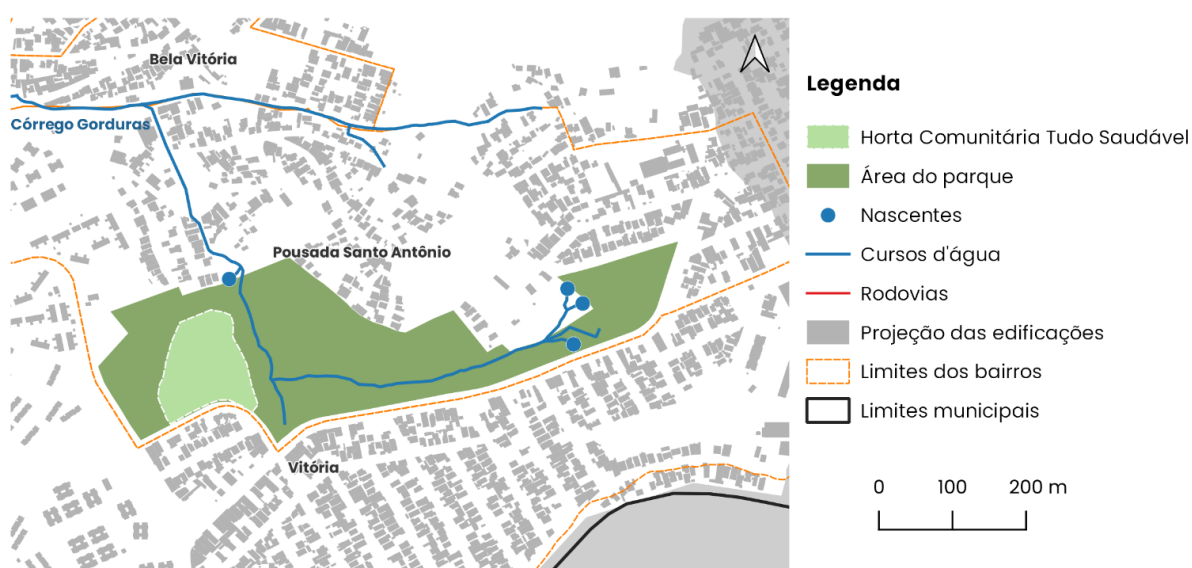 Bela Vitória
Córrego Gorduras
Pousada Santo Antônio
Vitória
Legenda
Horta Comunitária Tudo Saudável
Área do parque
Nascentes
Cursos d'água
Rodovias
Projeção das edificações
Limites dos bairros
Limites municipais
0 100 200 m